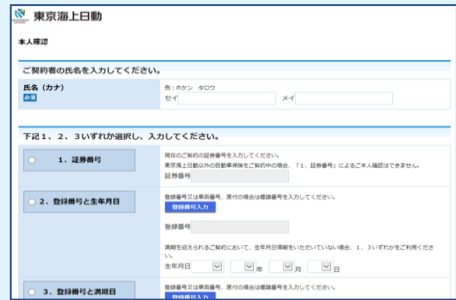 東京海上日動
本人確認
ご契約者の氏名を入力してください。
氏名（カナ）
必須
例：ホケン　タロウ
セイ
メイ
下記１、２、３いずれか選択し、入力してください。
１．証券番号
現在のご契約の証券番号を入力してください。
東京海上日動以外の自動車保険をご契約中の場合、「１．証券番号」によるご本人確認はできません。
証券番号
２．登録番号と生年月日
登録番号又は車両番号、原付の場合は標識番号を入力してください。
登録番号入力
登録番号
満期を迎えられるご契約において、生年月日情報をいただいていない場合、１、３いずれかをご利用ください。
生年月日
年
月
日
３．登録番号と満期日
登録番号又は車両番号、原付の場合は標識番号を入力してください。
登録番号入力